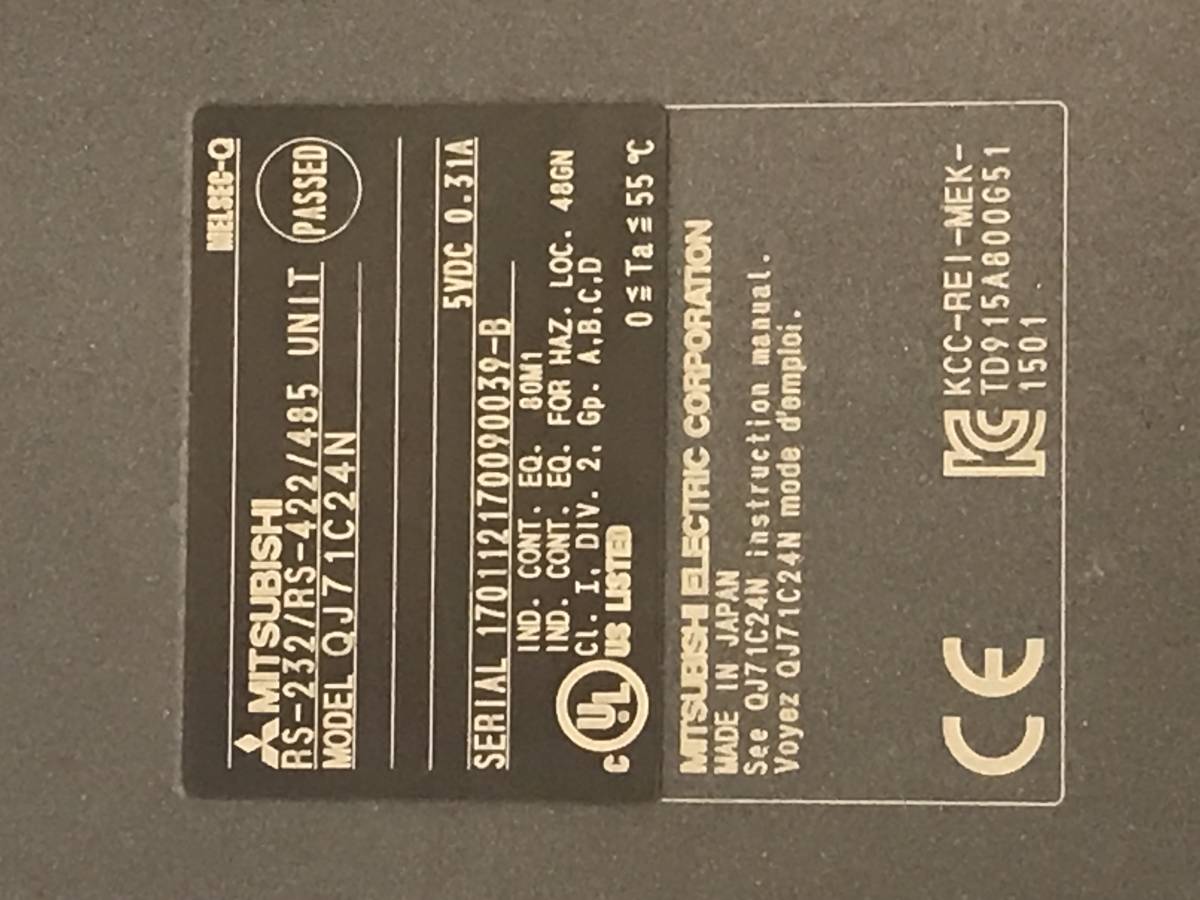 MELSEC-Q
MITSUBISHI
RS-232/RS-422/485 UNIT PASSED
MODEL QJ71C24N
5VDC 0.31A
SERIAL 170112170090039-B
IND. CONT. EQ. 80M1
IND. CONT. EQ. FOR HAZ. LOC. 48GN
Cl. I, DIV. 2, Gp. A,B,C,D
C UL US LISTED
0≦Ta≦55℃
MITSUBISHI ELECTRIC CORPORATION
MADE IN JAPAN
See QJ71C24N instruction manual.
Voyez QJ71C24N mode d'emploi.
CE
KCC-REI-MEK-
TD915A800G51
1501